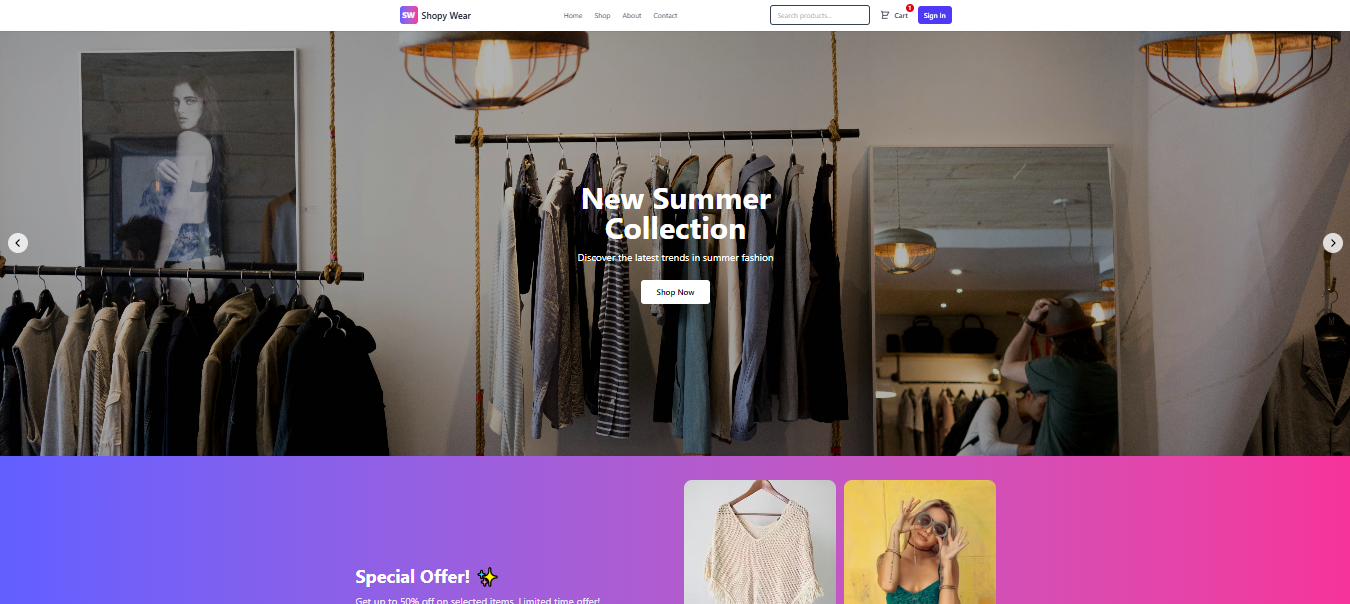 SW Shopy Wear Home Shop About Contact Search products... Cart 1 Sign in
New Summer
Collection
Discover the latest trends in summer fashion
Shop Now
Special Offer! ✨
Get up to 50% off on selected items. Limited time offer!